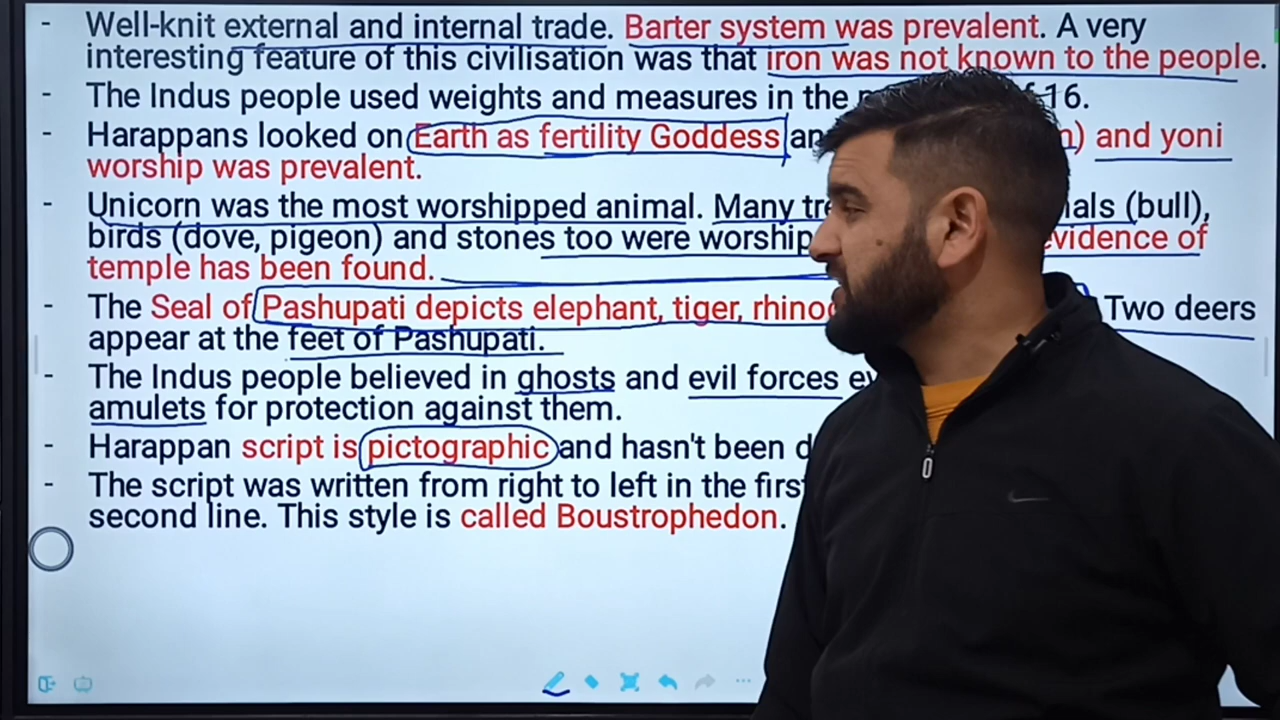 - Well-knit external and internal trade. Barter system was prevalent. A very
interesting feature of this civilisation was that iron was not known to the people.
- The Indus people used weights and measures in the 16.
- Harappans looked on Earth as fertility Goddess and yoni
worship was prevalent.
- Unicorn was the most worshipped animal. Many (bull),
birds (dove, pigeon) and stones too were evidence of
temple has been found.
- The Seal of Pashupati depicts elephant, tiger, Two deers
appear at the feet of Pashupati.
- The Indus people believed in ghosts and evil forces
amulets for protection against them.
- Harappan script is pictographic and hasn't been
- The script was written from right to left in the
second line. This style is called Boustrophedon.